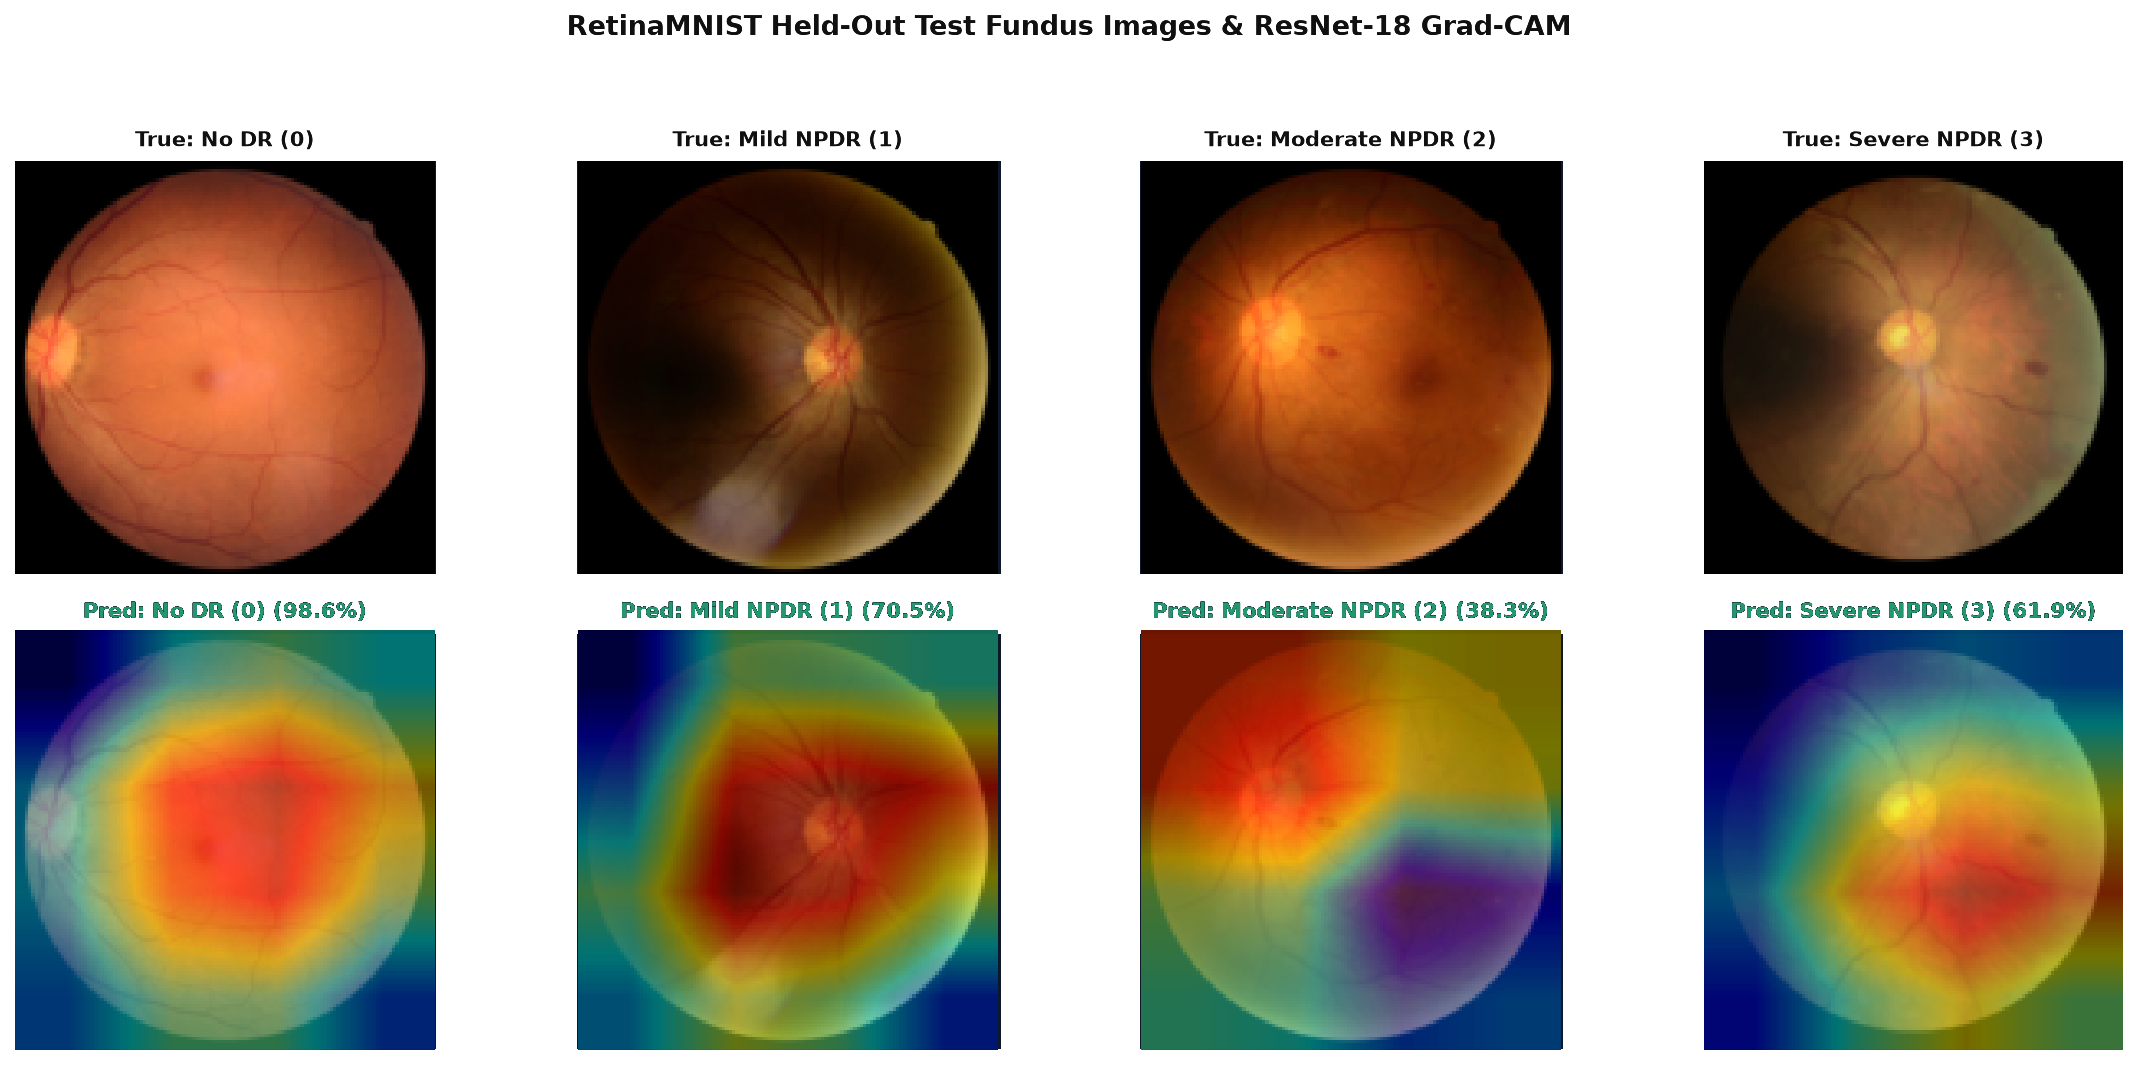 RetinaMNIST Held-Out Test Fundus Images & ResNet-18 Grad-CAM
True: No DR (0)
True: Mild NPDR (1)
True: Moderate NPDR (2)
True: Severe NPDR (3)
Pred: No DR (0) (98.6%)
Pred: Mild NPDR (1) (70.5%)
Pred: Moderate NPDR (2) (38.3%)
Pred: Severe NPDR (3) (61.9%)